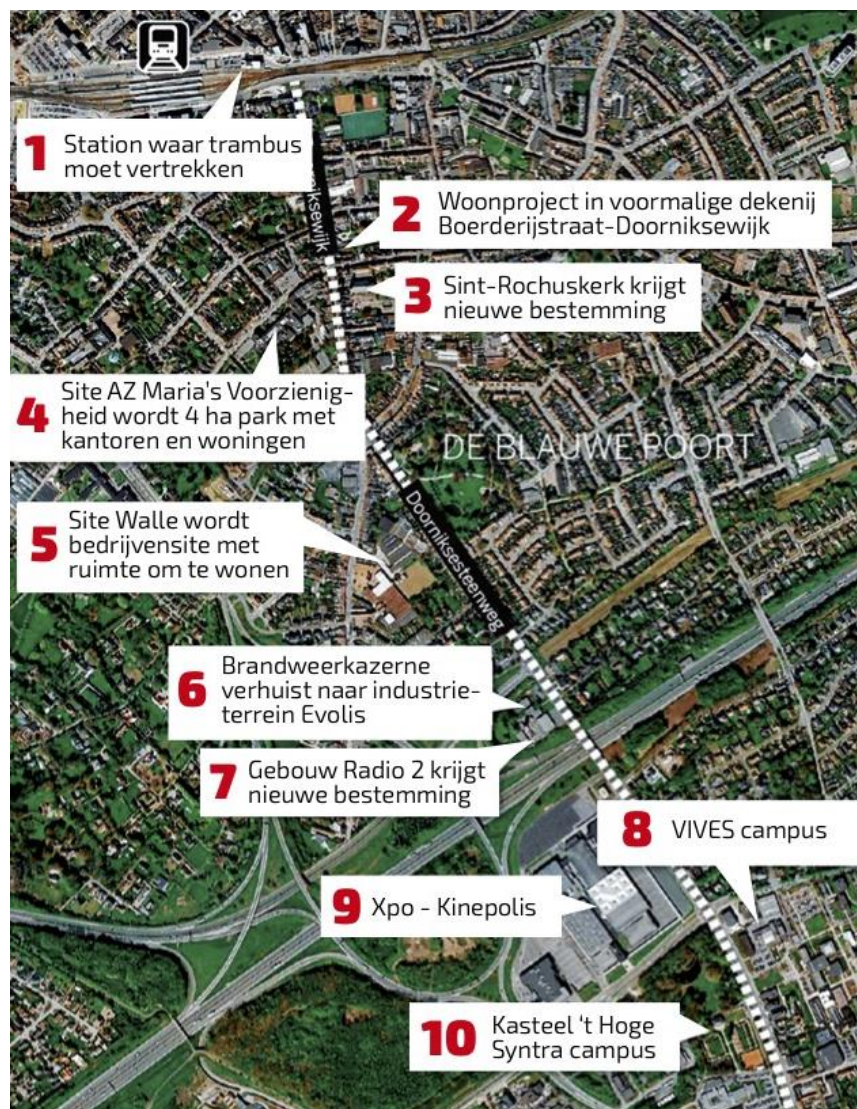 1 Station waar trambus
moet vertrekken
2 Woonproject in voormalige dekenij
Boerderijstraat-Doorniksewijk
niksewijk
3 Sint-Rochuskerk krijgt
nieuwe bestemming
4 Site AZ Maria's Voorzienig-
heid wordt 4 ha park met
kantoren en woningen
DE BLAUWE POORT
Doorniksesteenweg
5 Site Walle wordt
bedrijvensite met
ruimte om te wonen
6 Brandweerkazerne
verhuist naar industrie-
terrein Evolis
7 Gebouw Radio 2 krijgt
nieuwe bestemming
8 VIVES campus
9 Xpo - Kinepolis
10 Kasteel ‘t Hoge
Syntra campus